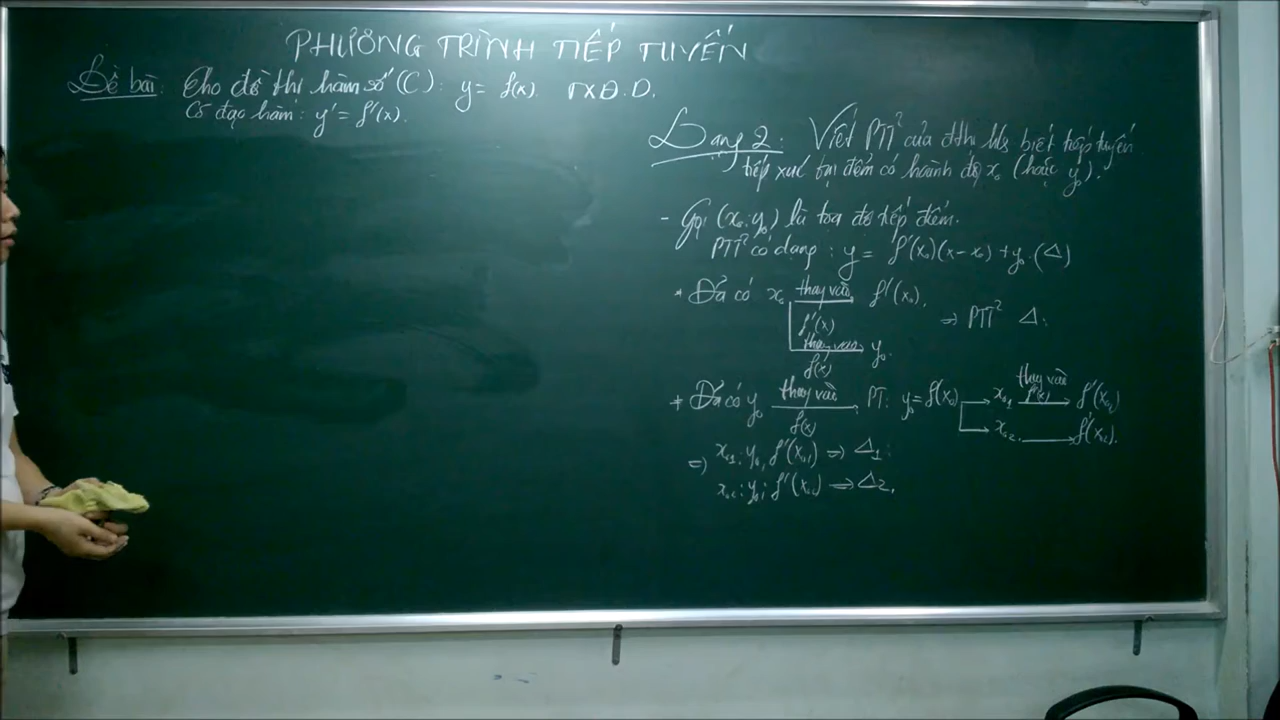 PHƯƠNG TRÌNH TIẾP TUYẾN
Đề bài: Cho đồ thị hàm số (C): y = f(x). TXĐ. D.
Có đạo hàm: y' = f'(x).
Dạng 2. Viết PTT² của đthị hs biết tiếp tuyến
tiếp xúc tại điểm có hoành độ x₀ (hoặc y₀).
- Gọi (x₀; y₀) là tọa độ tiếp điểm.
PTT² có dạng: y = f'(x₀)(x - x₀) + y₀. (Δ)
* Đã có x₀ thay vào f'(x) f'(x₀).
thay vào f(x) y₀.
⇒ PTT² Δ:
+ Đã có y₀ thay vào f(x) PT: y₀ = f(x₀) → x₀₁ thay vào f'(x) f'(x₀₁)
→ x₀₂ → f'(x₀₂).
⇒ x₀₁; y₀; f'(x₀₁) ⇒ Δ₁:
x₀₂; y₀; f'(x₀₂) ⇒ Δ₂.